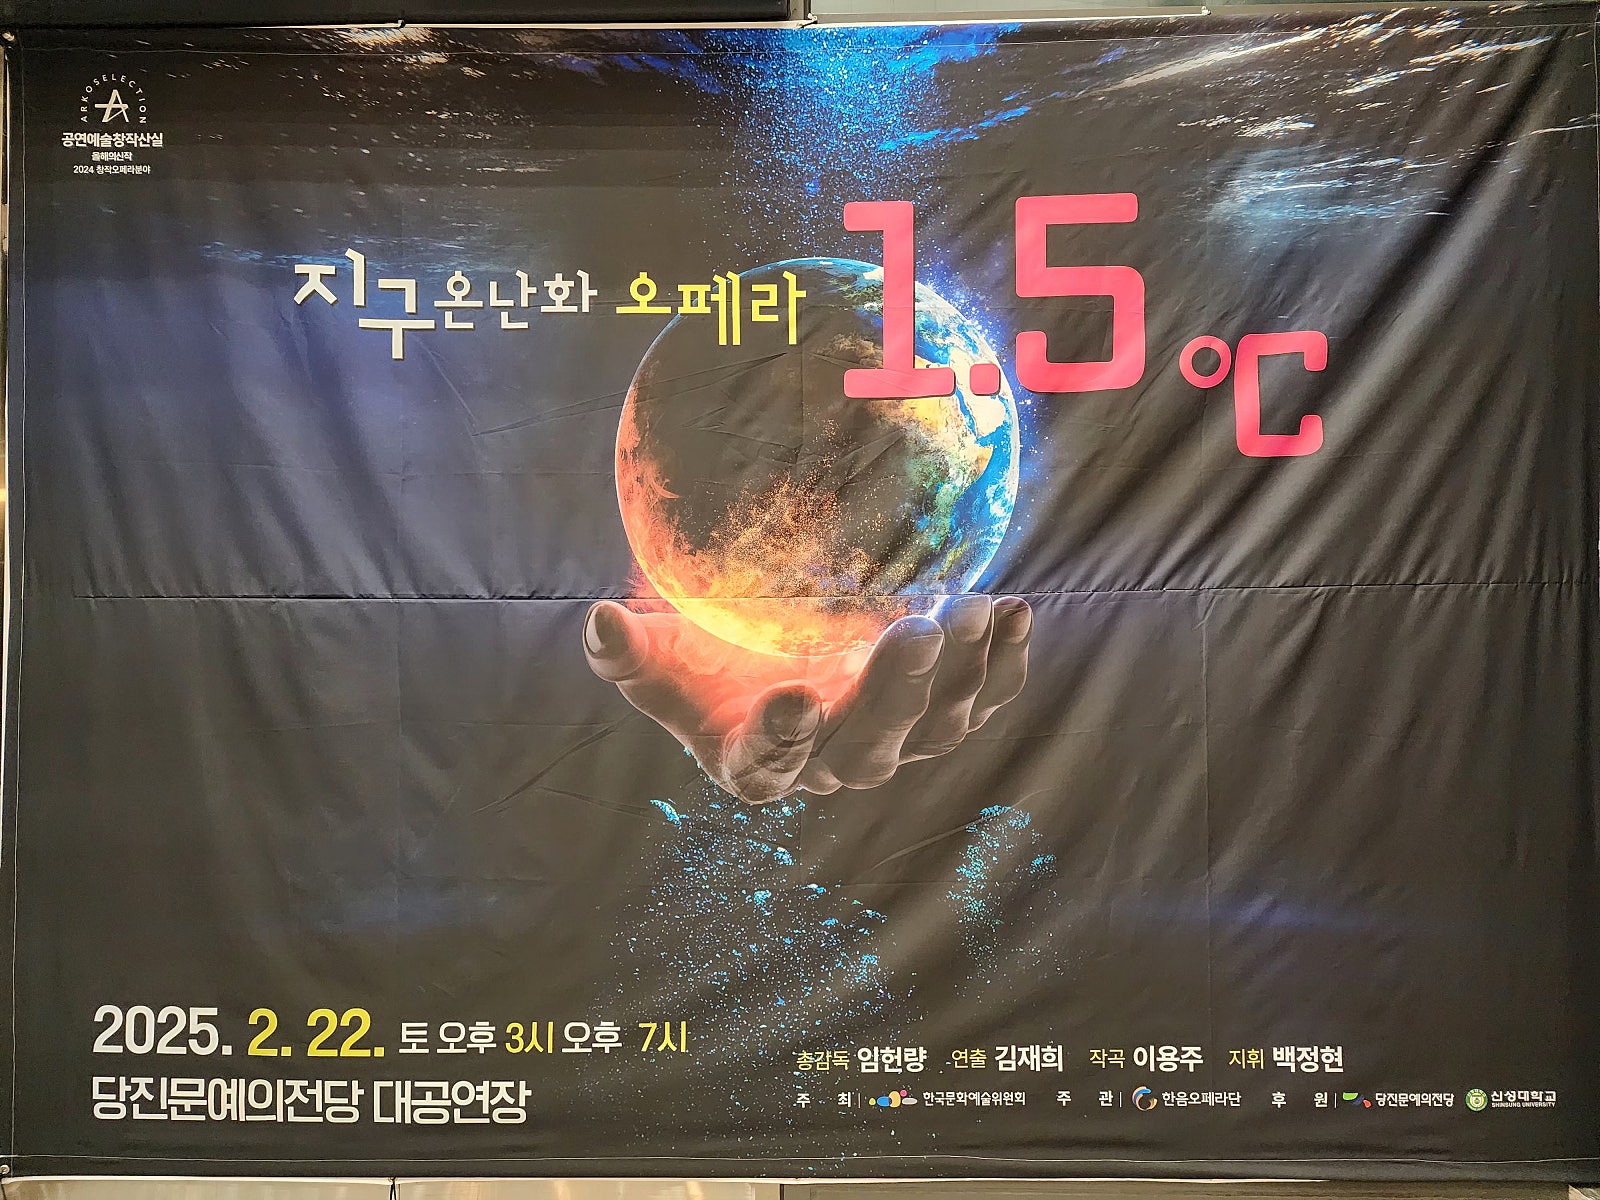 ARKO SELECTION
공연예술창작산실
올해의신작
2024 창작오페라분야
지구온난화 오페라 1.5℃
2025. 2. 22. 토 오후 3시 오후 7시
당진문예의전당 대공연장
총감독 임헌량 연출 김재희 작곡 이용주 지휘 백정현
주 최 | 한국문화예술위원회 주 관 | 한음오페라단 후 원 | 당진문예의전당 신성대학교
SHINSUNG UNIVERSITY